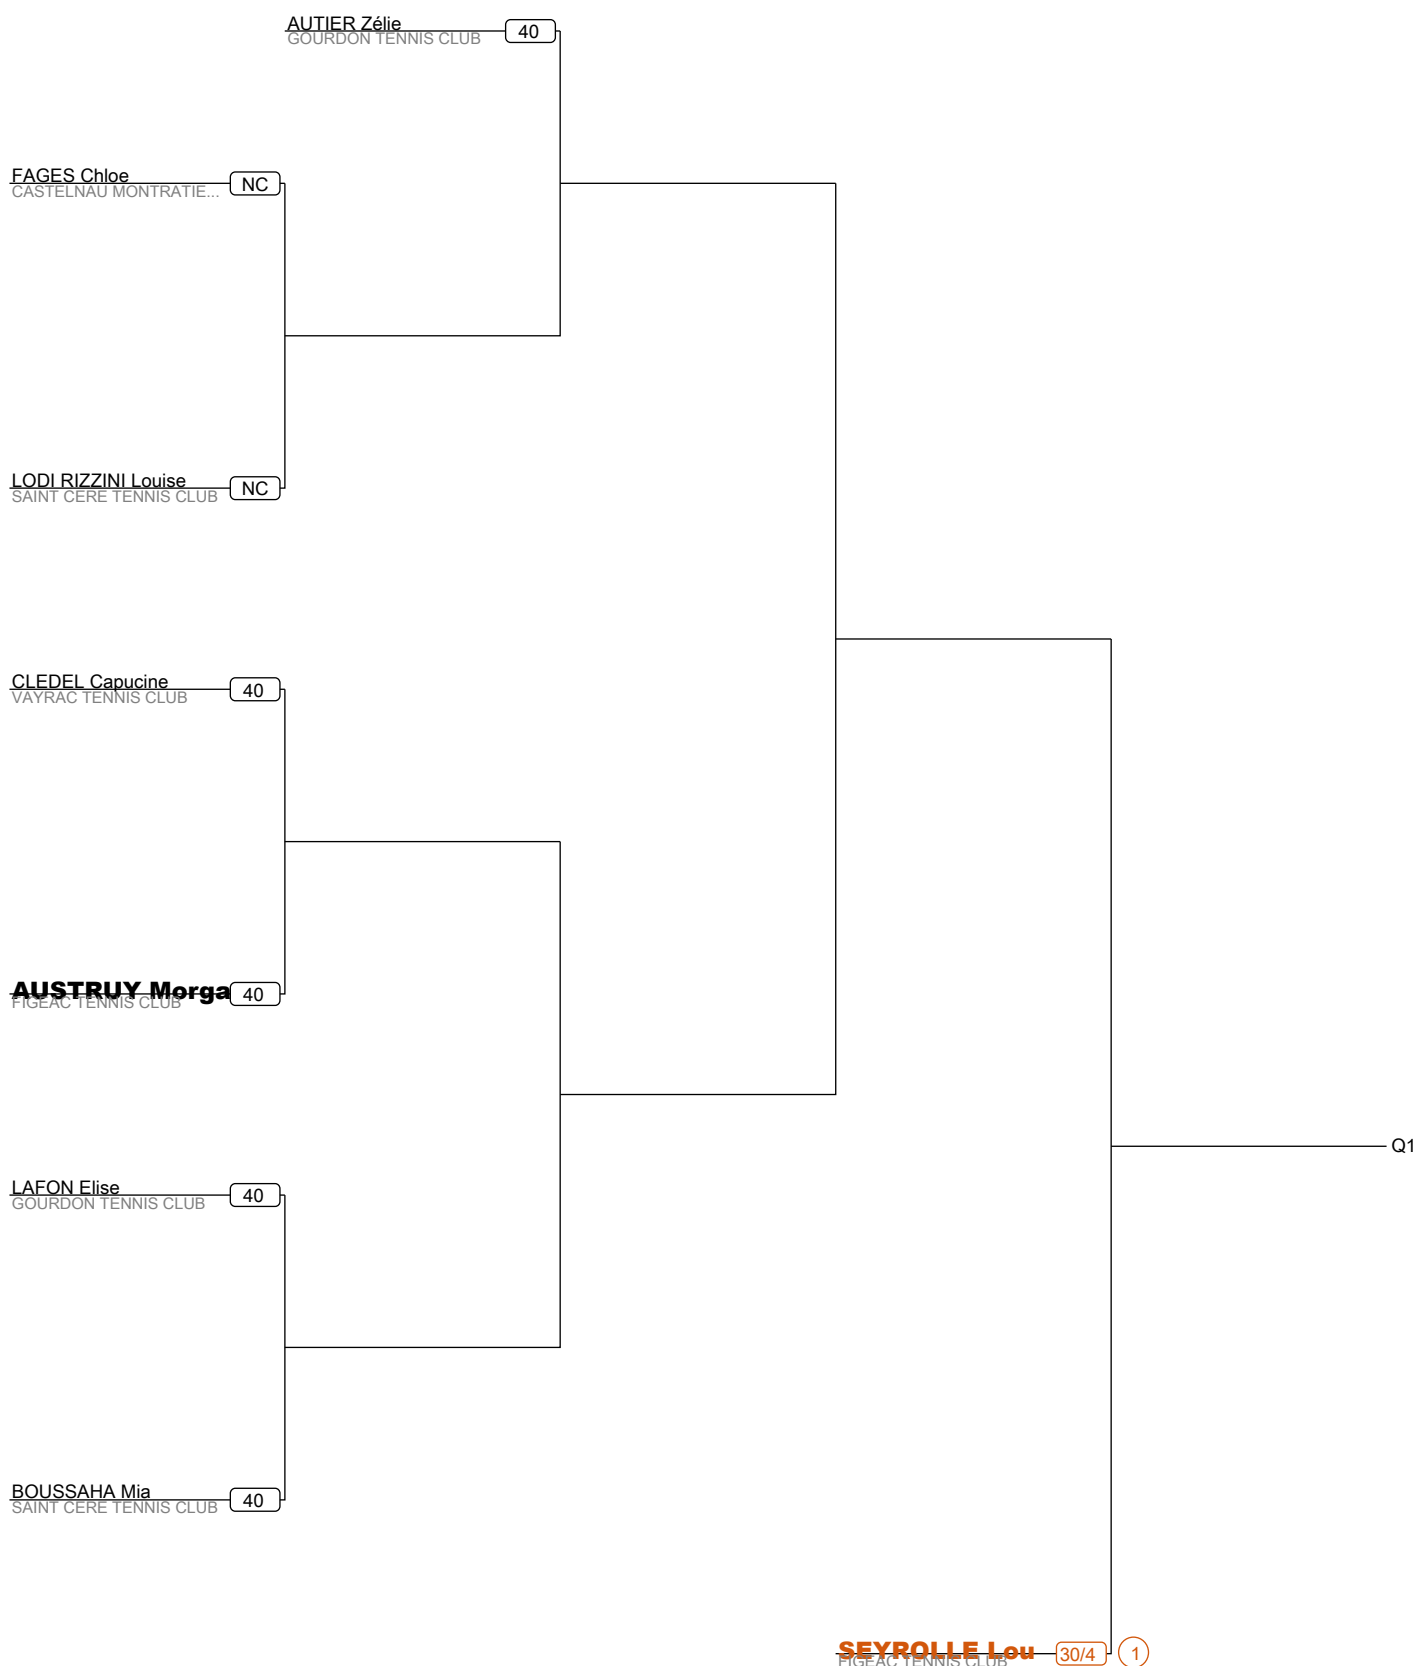 AUTIER Zélie
GOURDON TENNIS CLUB
40
FAGES Chloe
CASTELNAU MONTRATIE...
NC
LODI RIZZINI Louise
SAINT CERE TENNIS CLUB
NC
CLEDEL Capucine
VAYRAC TENNIS CLUB
40
AUSTRUY Morga
FIGEAC TENNIS CLUB
40
Q1
LAFON Elise
GOURDON TENNIS CLUB
40
BOUSSAHA Mia
SAINT CERE TENNIS CLUB
40
SEYROLLE Lou
FIGEAC TENNIS CLUB
30/4
1